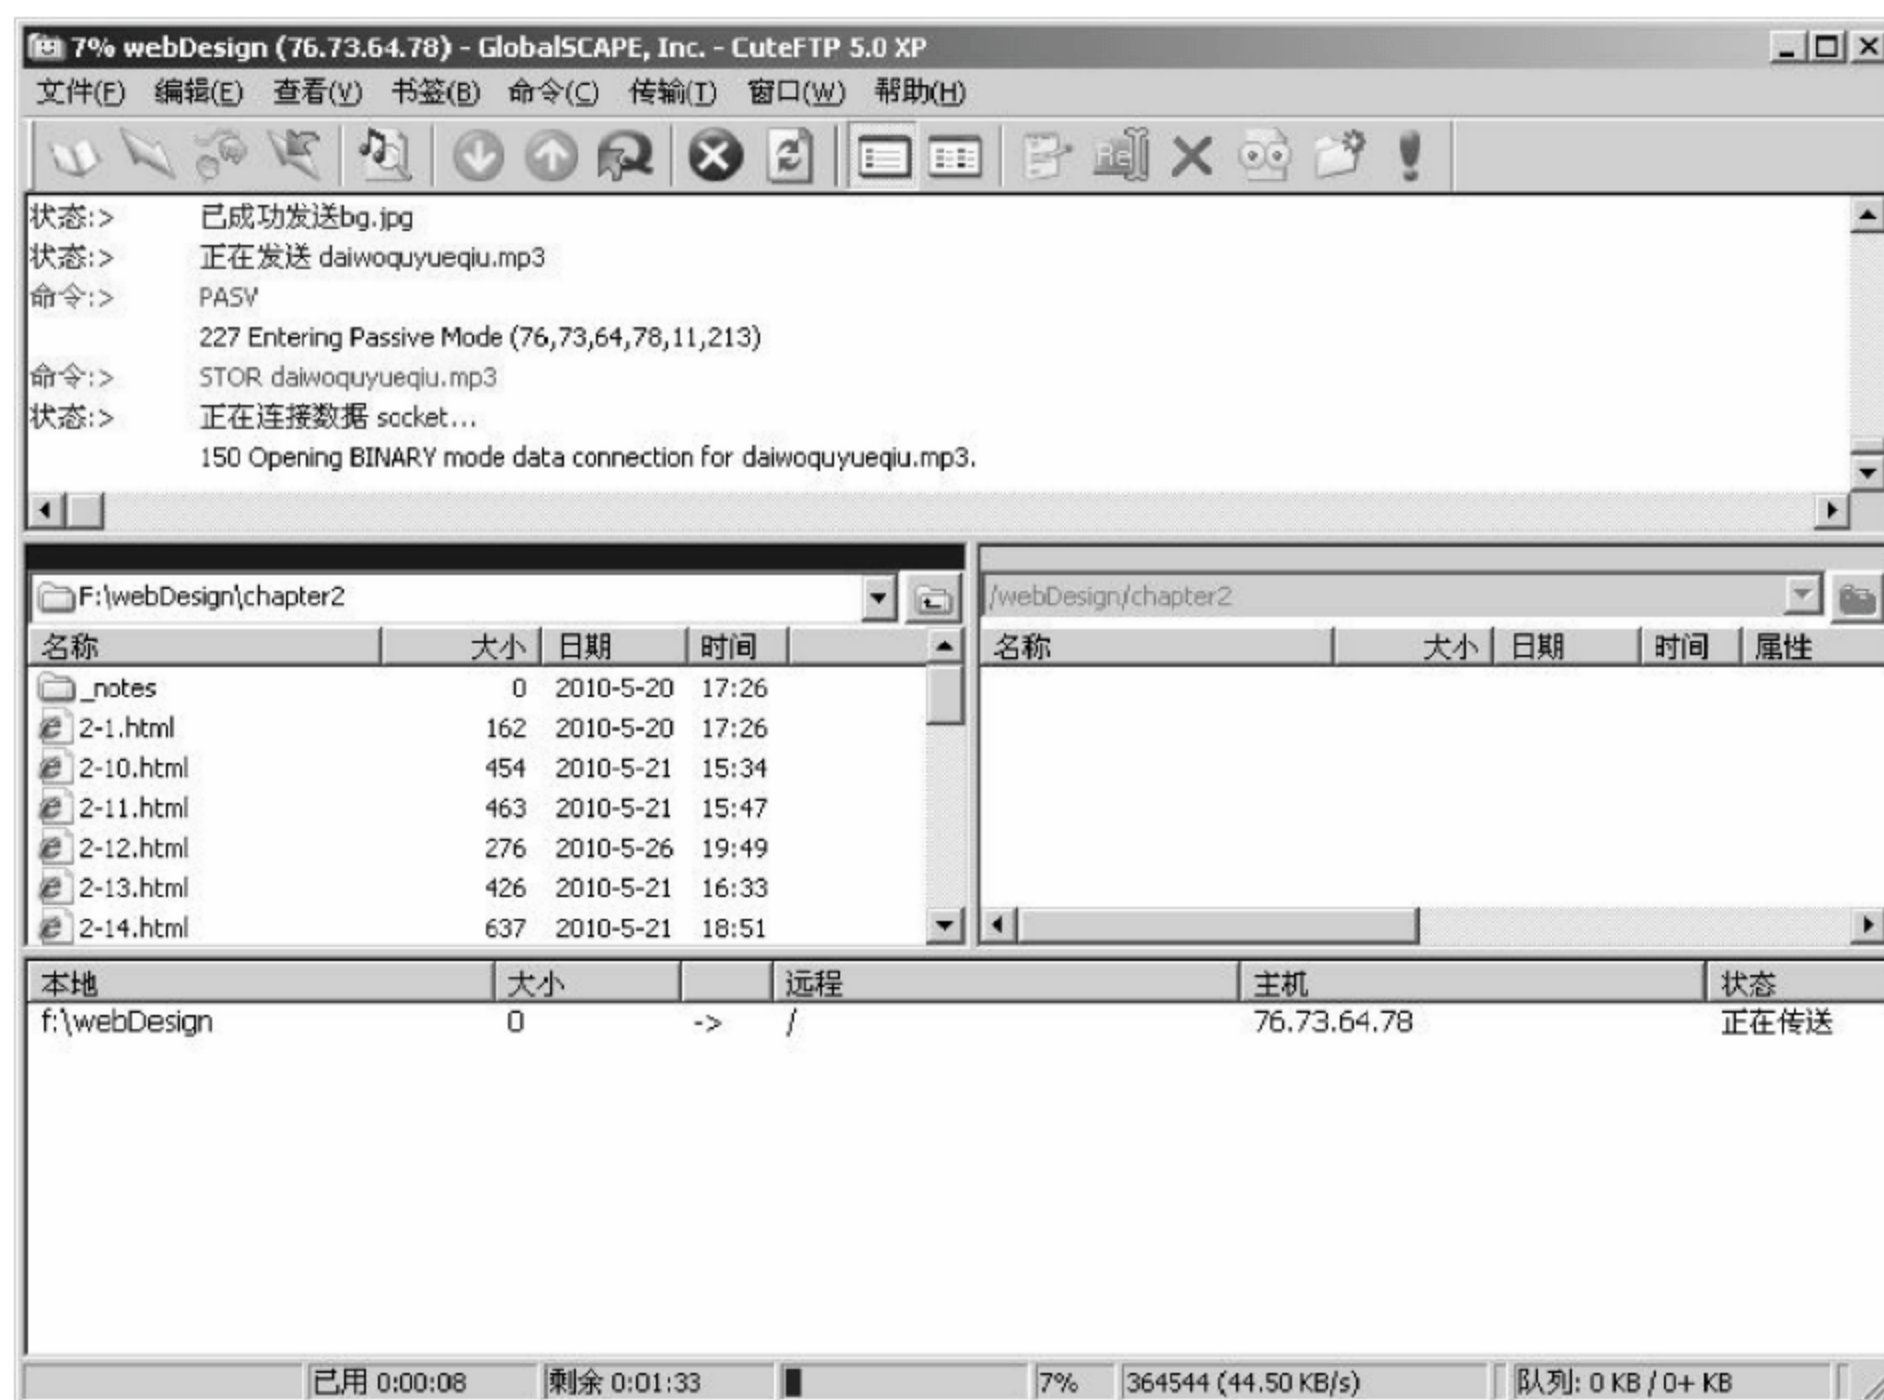 7% webDesign (76.73.64.78) - GlobalSCAPE, Inc. - CuteFTP 5.0 XP
文件(F) 编辑(E) 查看(V) 书签(B) 命令(C) 传输(T) 窗口(W) 帮助(H)
状态:> 已成功发送bg.jpg
状态:> 正在发送 daiwoquyueqiu.mp3
命令:> PASV
227 Entering Passive Mode (76,73,64,78,11,213)
命令:> STOR daiwoquyueqiu.mp3
状态:> 正在连接数据 socket...
150 Opening BINARY mode data connection for daiwoquyueqiu.mp3.
F:\webDesign\chapter2
名称 大小 日期 时间
_notes 0 2010-5-20 17:26
2-1.html 162 2010-5-20 17:26
2-10.html 454 2010-5-21 15:34
2-11.html 463 2010-5-21 15:47
2-12.html 276 2010-5-26 19:49
2-13.html 426 2010-5-21 16:33
2-14.html 637 2010-5-21 18:51
/webDesign/chapter2
名称 大小 日期 时间 属性
本地 大小 远程 主机 状态
f:\webDesign 0 -> / 76.73.64.78 正在传送
已用 0:00:08 剩余 0:01:33 7% 364544 (44.50 KB/s) 队列: 0 KB / 0+ KB